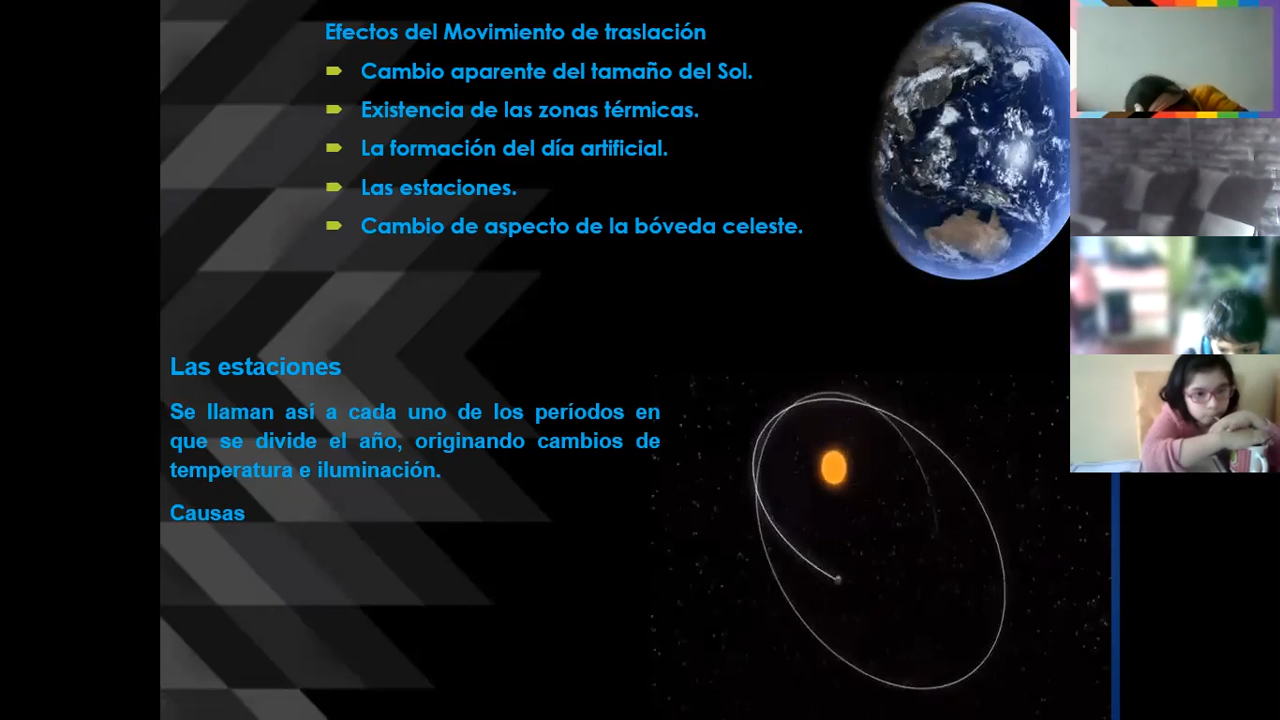 Efectos del Movimiento de traslación
Cambio aparente del tamaño del Sol.
Existencia de las zonas térmicas.
La formación del día artificial.
Las estaciones.
Cambio de aspecto de la bóveda celeste.
Las estaciones
Se llaman así a cada uno de los períodos en
que se divide el año, originando cambios de
temperatura e iluminación.
Causas